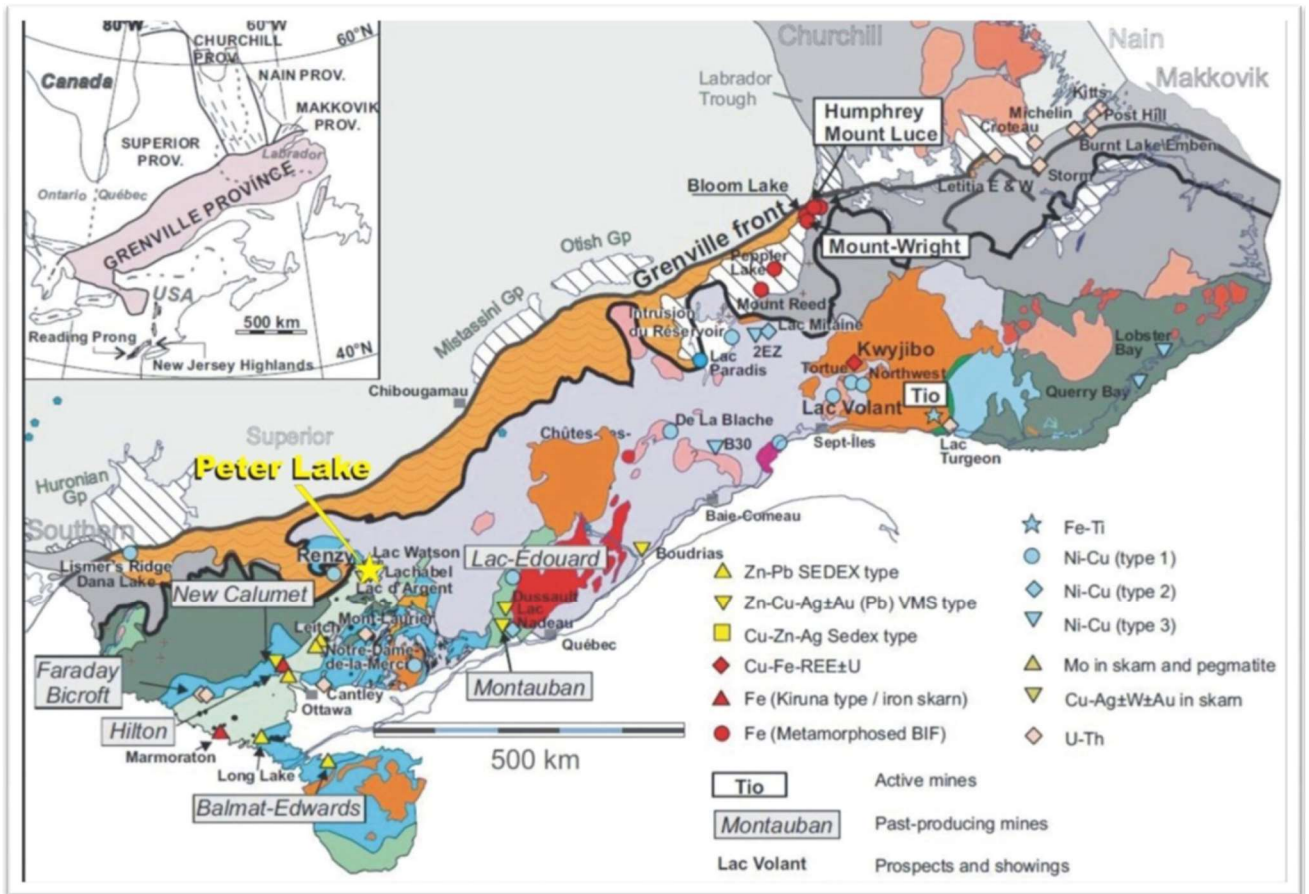 80°W
60°W
60°N
CHURCHILL
PROV.
Canada
NAIN PROV.
MAKKOVIK
PROV.
SUPERIOR
PROV.
Labrador
Ontario
Québec
GRENVILLE PROVINCE
USA
500 km
Reading Prong
New Jersey Highlands
40°N
Churchill
Nain
Makkovik
Labrador
Trough
Humphrey
Mount Luce
Kitts
Michelin
Post Hill
Croteau
Burnt Lake\Emben
Storm
Letitia E & W
Bloom Lake
Mount-Wright
Grenville front
Otish Gp
Peppler
Lake
Mount Reed
Mistassini Gp
Intrusion
du Réservoir
Lac Mitaine
2EZ
Lac
Paradis
Chibougamau
Kwyjibo
Tortue
Northwest
Tio
Lac Volant
Lobster
Bay
Querry Bay
Lac
Turgeon
Sept-Îles
De La Blache
B30
Chûtes-des-
Baie-Comeau
Superior
Peter Lake
Huronian
Gp
Southern
Lismer's Ridge
Dana Lake
Renzy
Lac Watson
Lachabel
Lac d'Argent
Lac-Édouard
Boudrias
New Calumet
Dussault
Lac
Nadeau
Québec
Mont-Laurier
Leitch
Notre-Dame-
de-la-Merci
Faraday
Bicroft
Cantley
Ottawa
Montauban
Hilton
Marmoraton
Long Lake
Balmat-Edwards
500 km
Zn-Pb SEDEX type
Zn-Cu-Ag±Au (Pb) VMS type
Cu-Zn-Ag Sedex type
Cu-Fe-REE±U
Fe (Kiruna type / iron skarn)
Fe (Metamorphosed BIF)
Fe-Ti
Ni-Cu (type 1)
Ni-Cu (type 2)
Ni-Cu (type 3)
Mo in skarn and pegmatite
Cu-Ag±W±Au in skarn
U-Th
Tio
Active mines
Montauban
Past-producing mines
Lac Volant
Prospects and showings